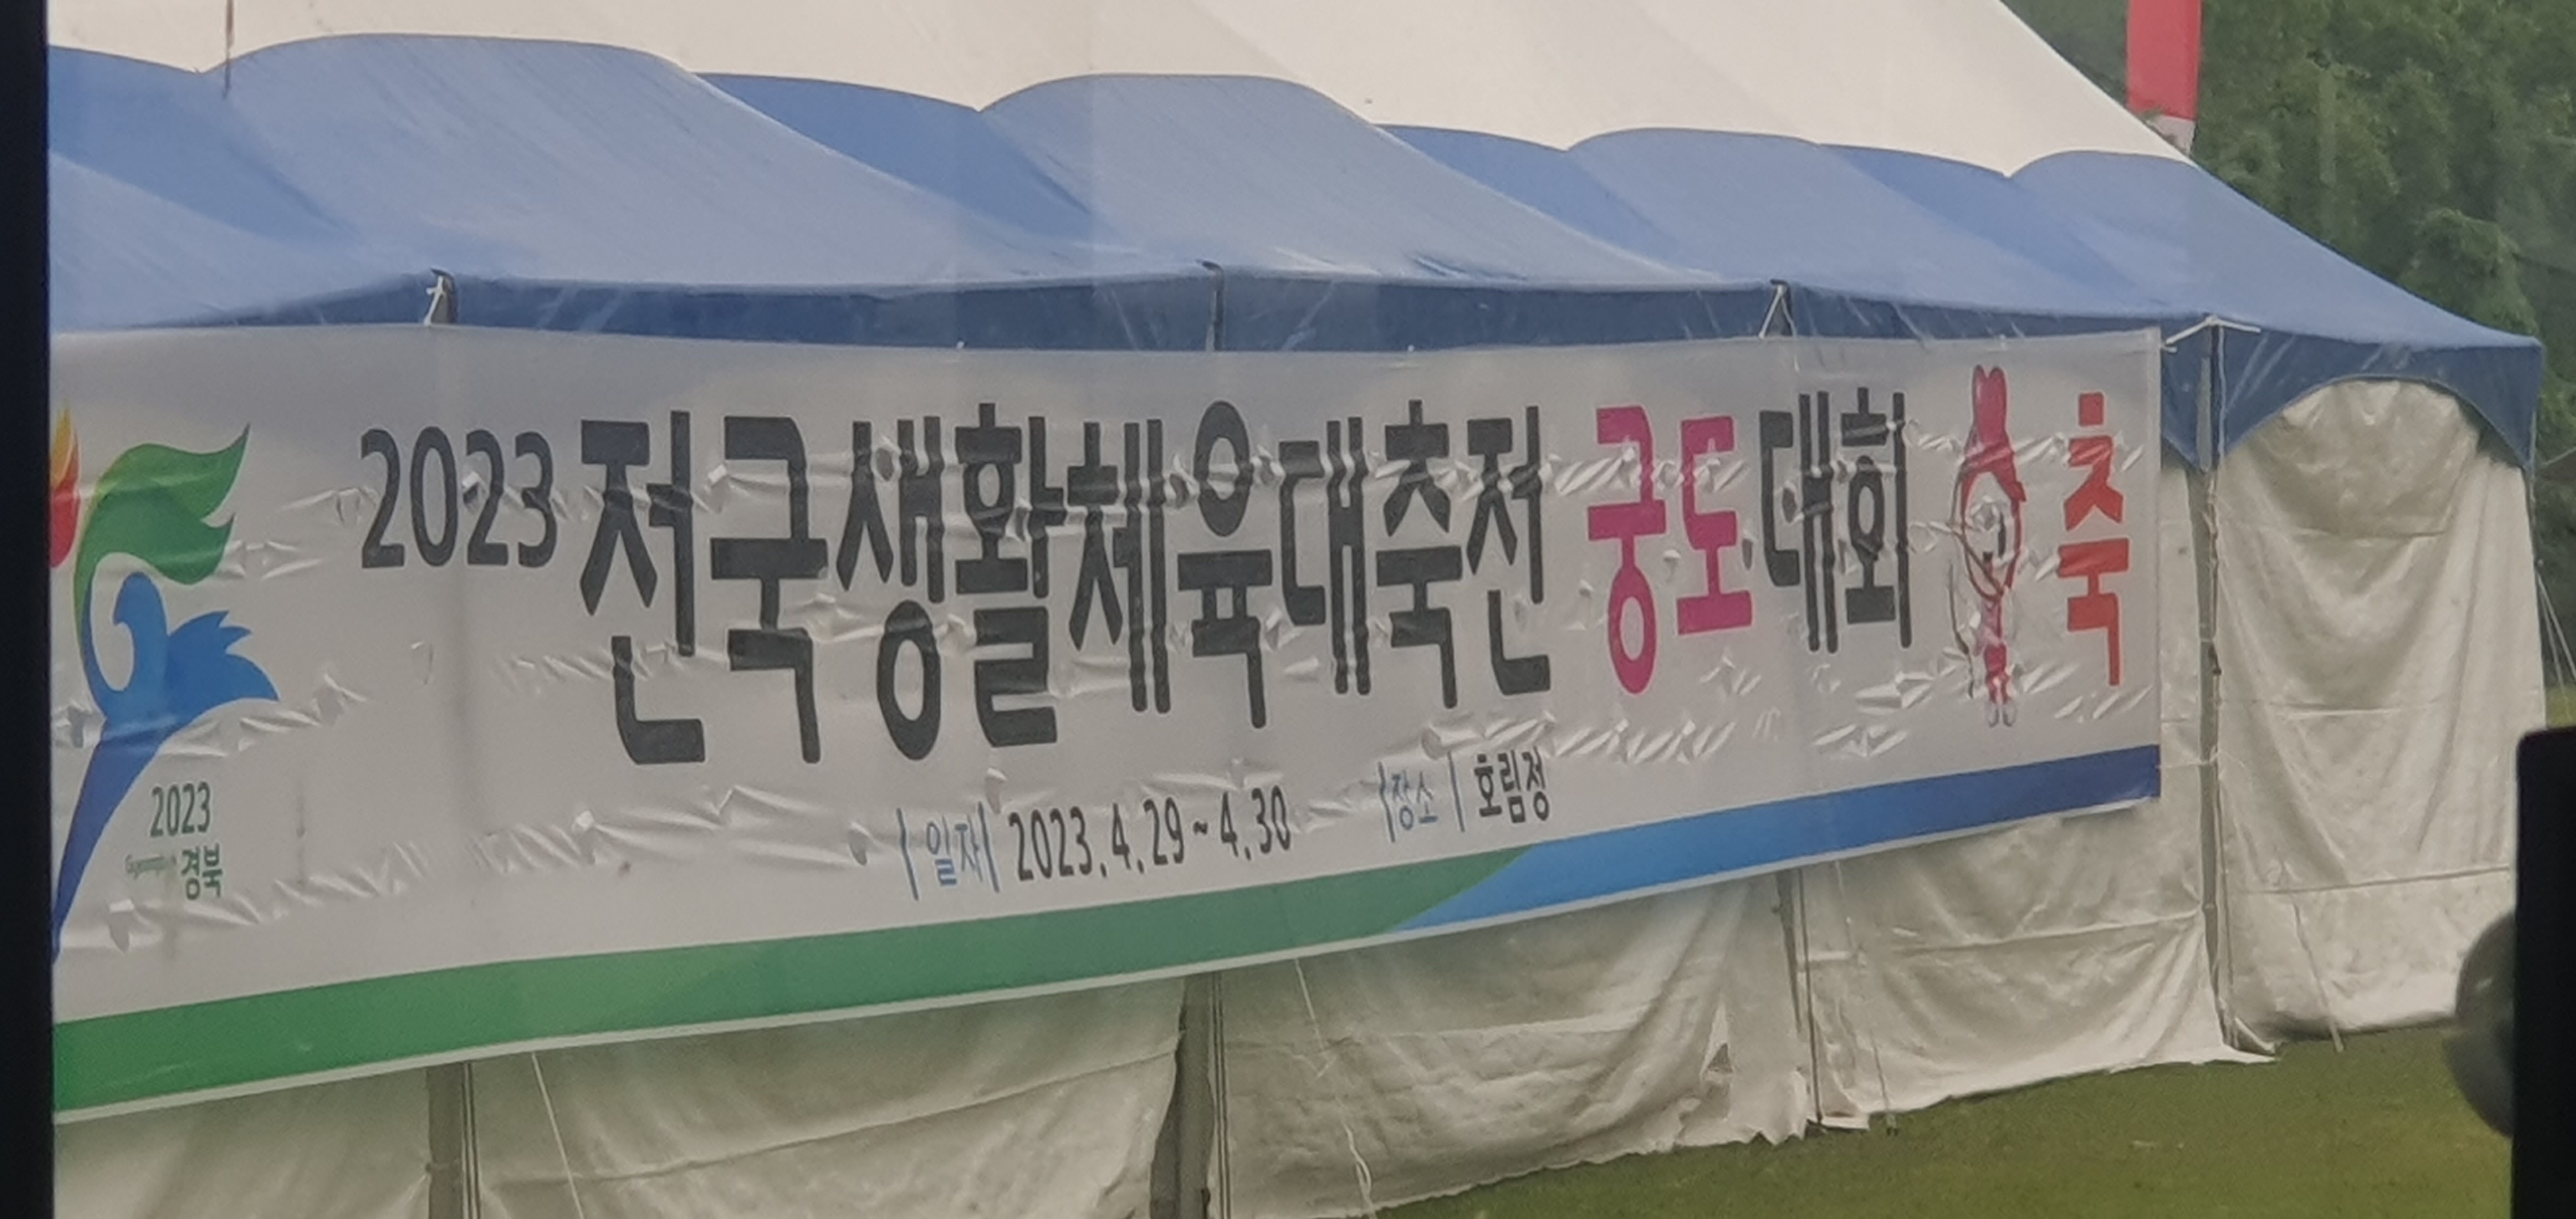 2023 전국생활체육대축전 궁도대회 축
|일자| 2023.4.29~4.30 |장소| 호림정
2023
경북